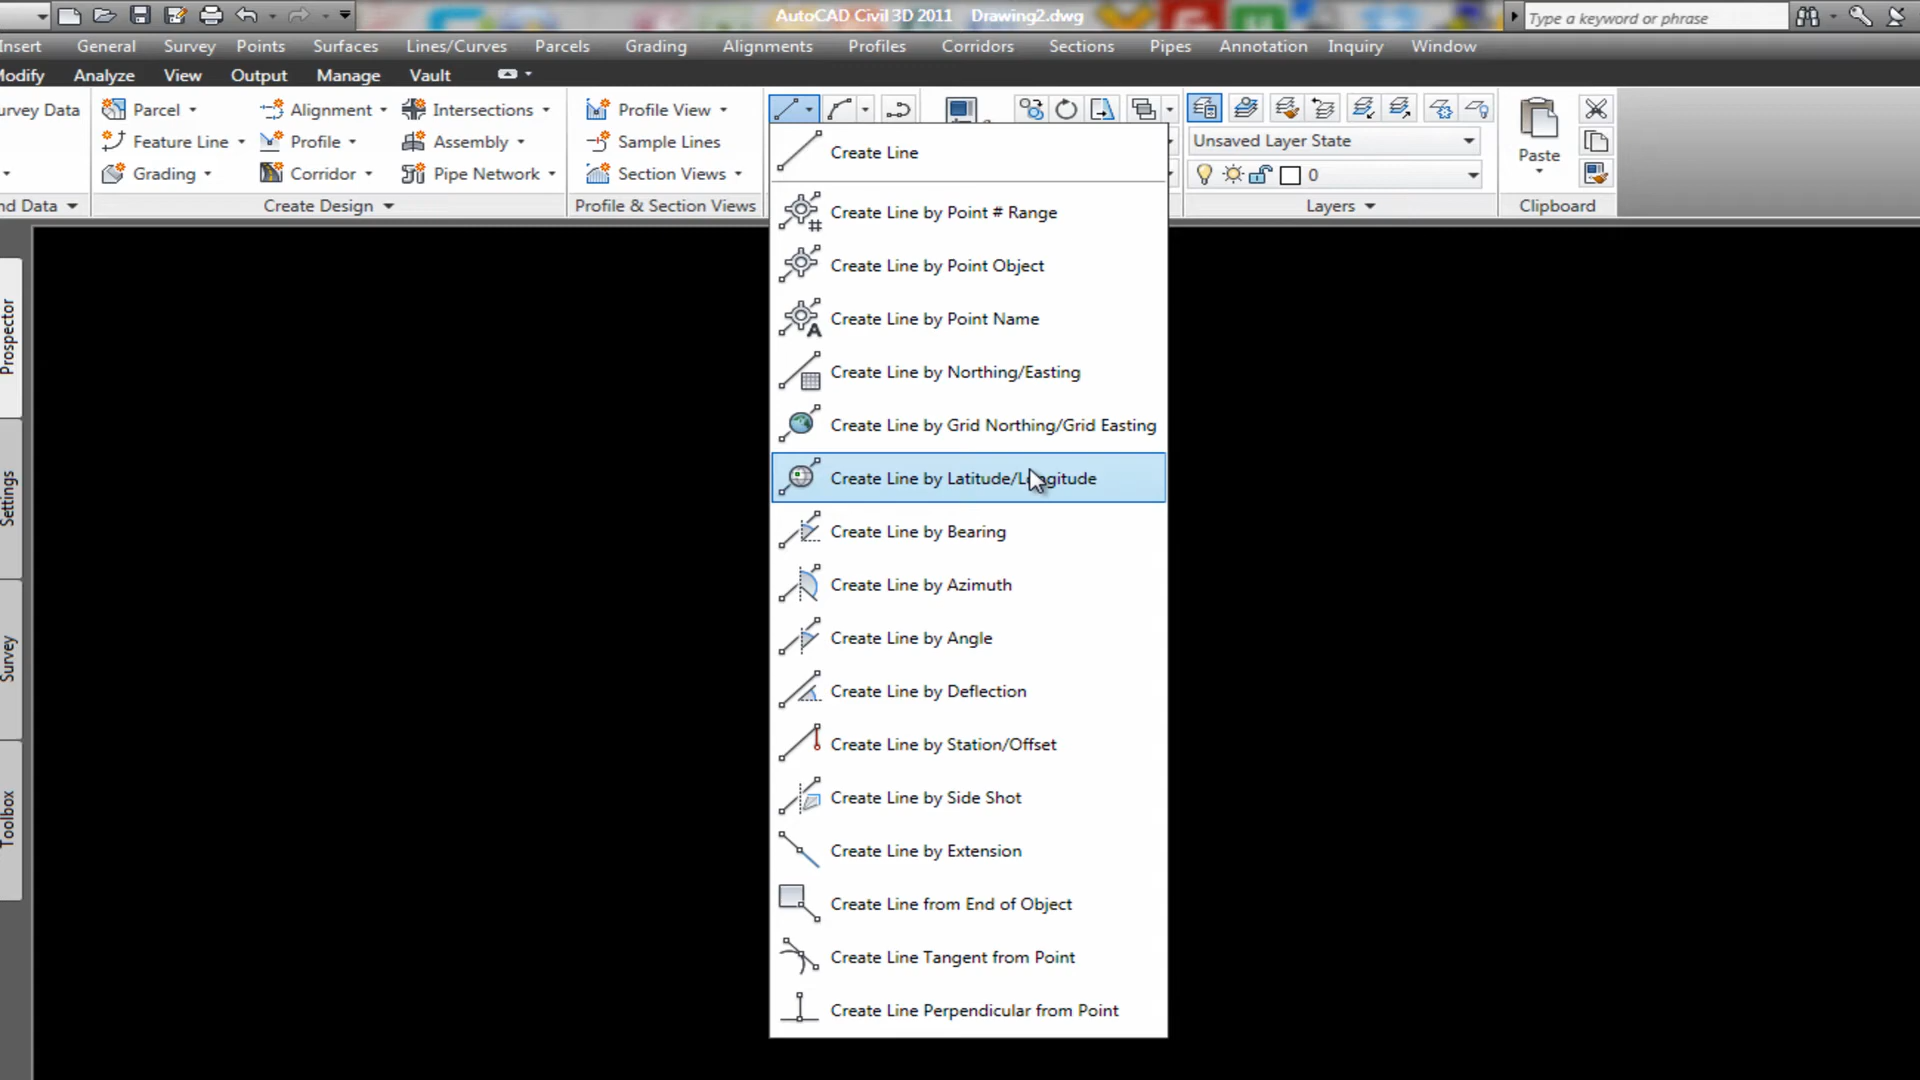 AutoCAD Civil 3D 2011 Drawing2.dwg
Type a keyword or phrase
Insert General Survey Points Surfaces Lines/Curves Parcels Grading Alignments Profiles Corridors Sections Pipes Annotation Inquiry Window
Modify Analyze View Output Manage Vault
urvey Data Parcel Alignment Intersections Profile View
Feature Line Profile Assembly Sample Lines Unsaved Layer State
Grading Corridor Pipe Network Section Views 0 Paste
nd Data Create Design Profile & Section Views Layers Clipboard
Create Line
Create Line by Point # Range
Create Line by Point Object
Create Line by Point Name
Create Line by Northing/Easting
Create Line by Grid Northing/Grid Easting
Create Line by Latitude/Longitude
Create Line by Bearing
Create Line by Azimuth
Create Line by Angle
Create Line by Deflection
Create Line by Station/Offset
Create Line by Side Shot
Create Line by Extension
Create Line from End of Object
Create Line Tangent from Point
Create Line Perpendicular from Point
Prospector
Settings
Survey
Toolbox